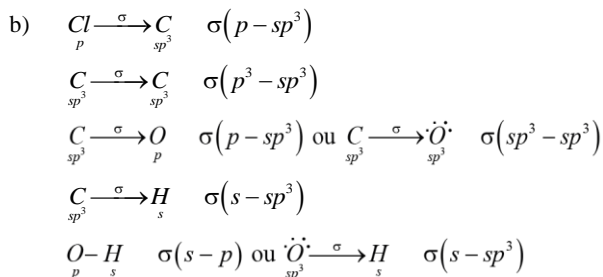 b) Cl —σ→ C σ(p – sp³)
p sp³
C —σ→ C σ(p³ – sp³)
sp³ sp³
C —σ→ O σ(p – sp³) ou C —σ→ Ö σ(sp³ – sp³)
sp³ p sp³ sp³
C —σ→ H σ(s – sp³)
sp³ s
O – H σ(s – p) ou Ö —σ→ H σ(s – sp³)
p s sp³ s